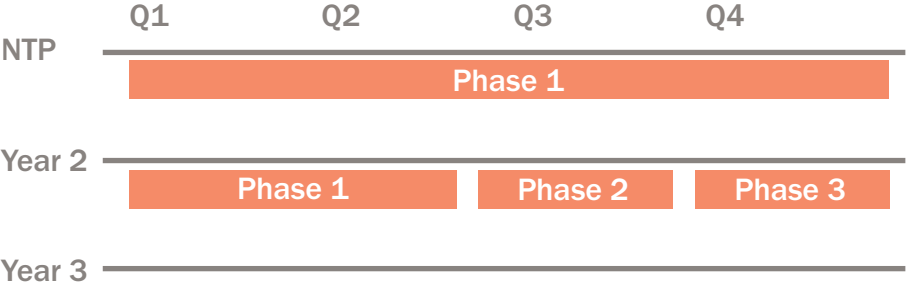 Q1 Q2 Q3 Q4
NTP
Phase 1
Year 2
Phase 1 Phase 2 Phase 3
Year 3